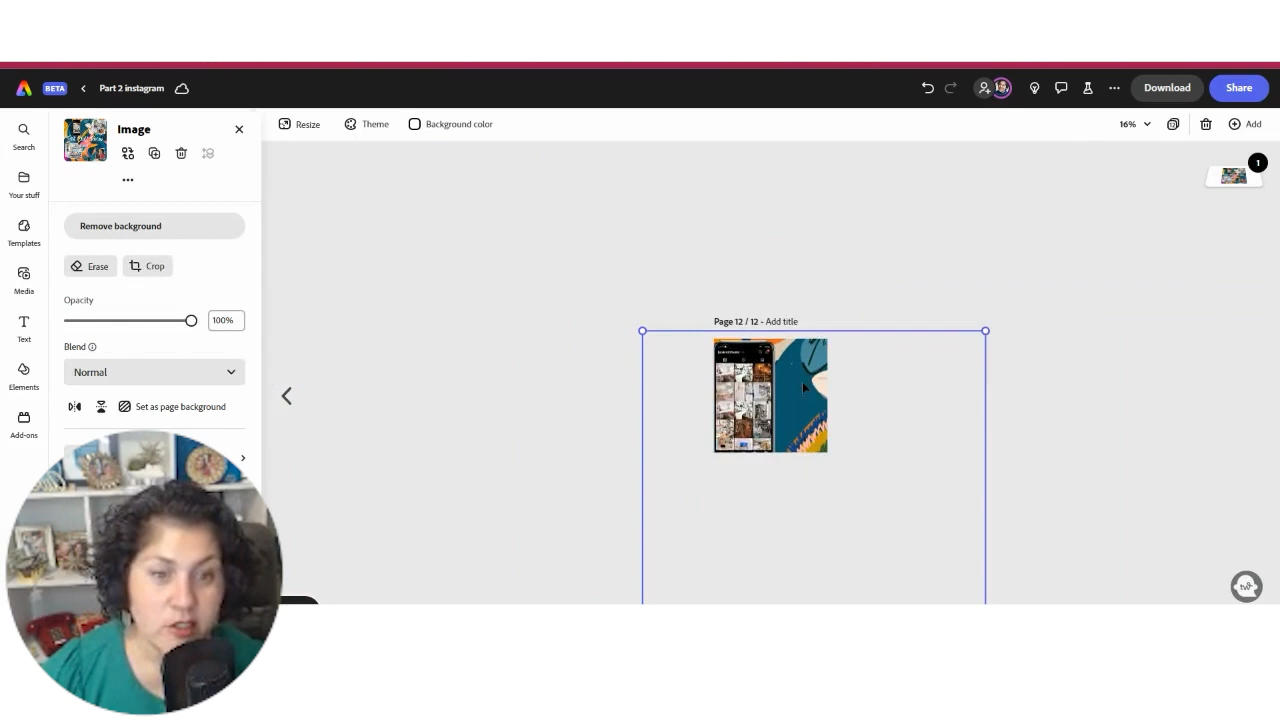 BETA
Part 2 instagram
Download
Share
Search
Your stuff
Templates
Media
Text
Elements
Add-ons
Image
Remove background
Erase
Crop
Opacity
100%
Blend
Normal
Set as page background
Resize
Theme
Background color
16%
Add
1
Page 12 / 12 - Add title